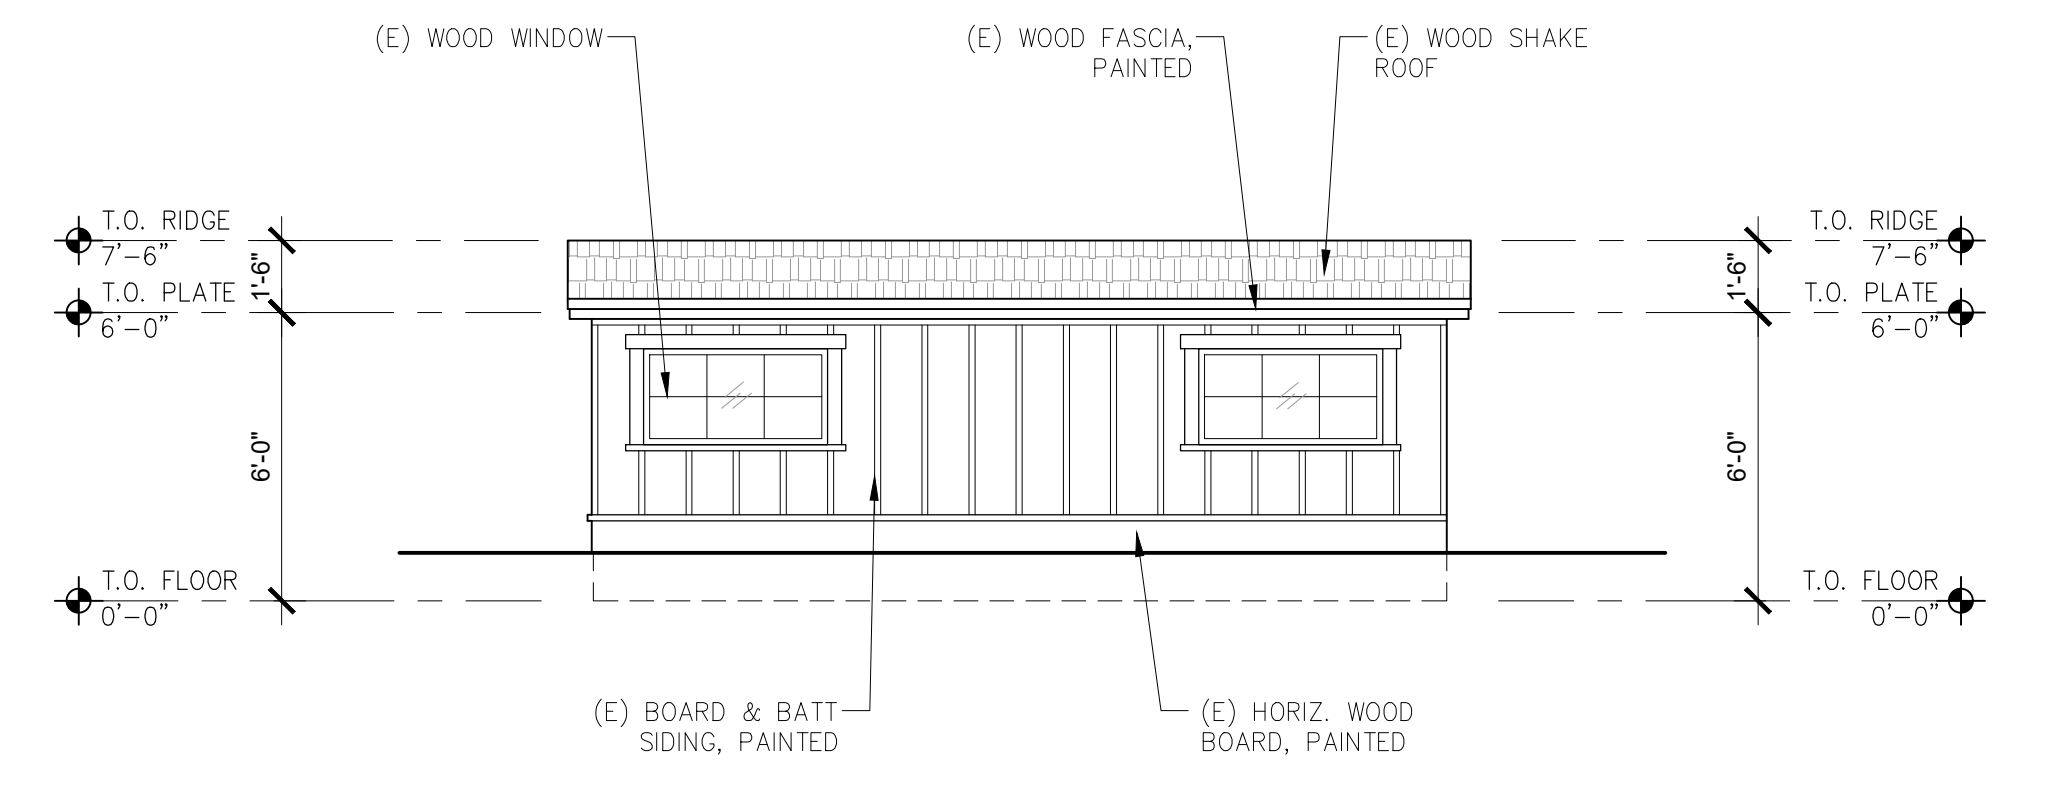 (E) WOOD WINDOW
(E) WOOD FASCIA,
PAINTED
(E) WOOD SHAKE
ROOF
T.O. RIDGE
7'-6"
1'-6"
T.O. PLATE
6'-0"
6'-0"
T.O. FLOOR
0'-0"
T.O. RIDGE
7'-6"
1'-6"
T.O. PLATE
6'-0"
6'-0"
T.O. FLOOR
0'-0"
(E) BOARD & BATT
SIDING, PAINTED
(E) HORIZ. WOOD
BOARD, PAINTED